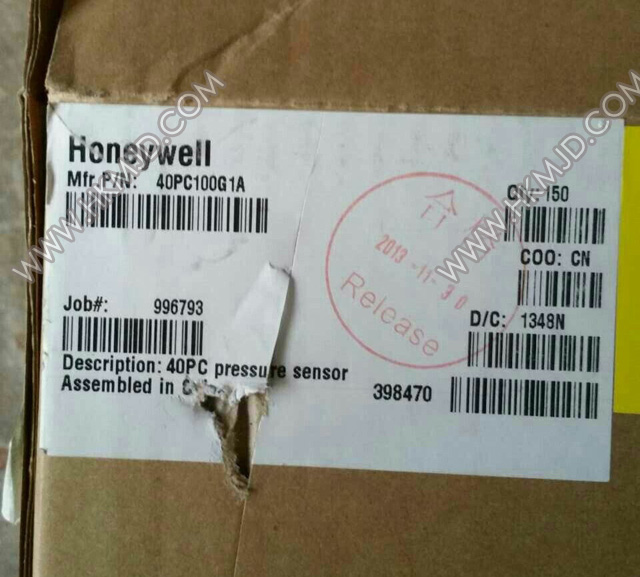 Honeywell
Mfr.P/N: 40PC100G1A
150
COO: CN
Job#: 996793
D/C: 1348N
Description: 40PC pressure sensor
Assembled in
398470
2013-11-30
Release
WWW.HKMJD.COM
WWW.HKMJD.COM